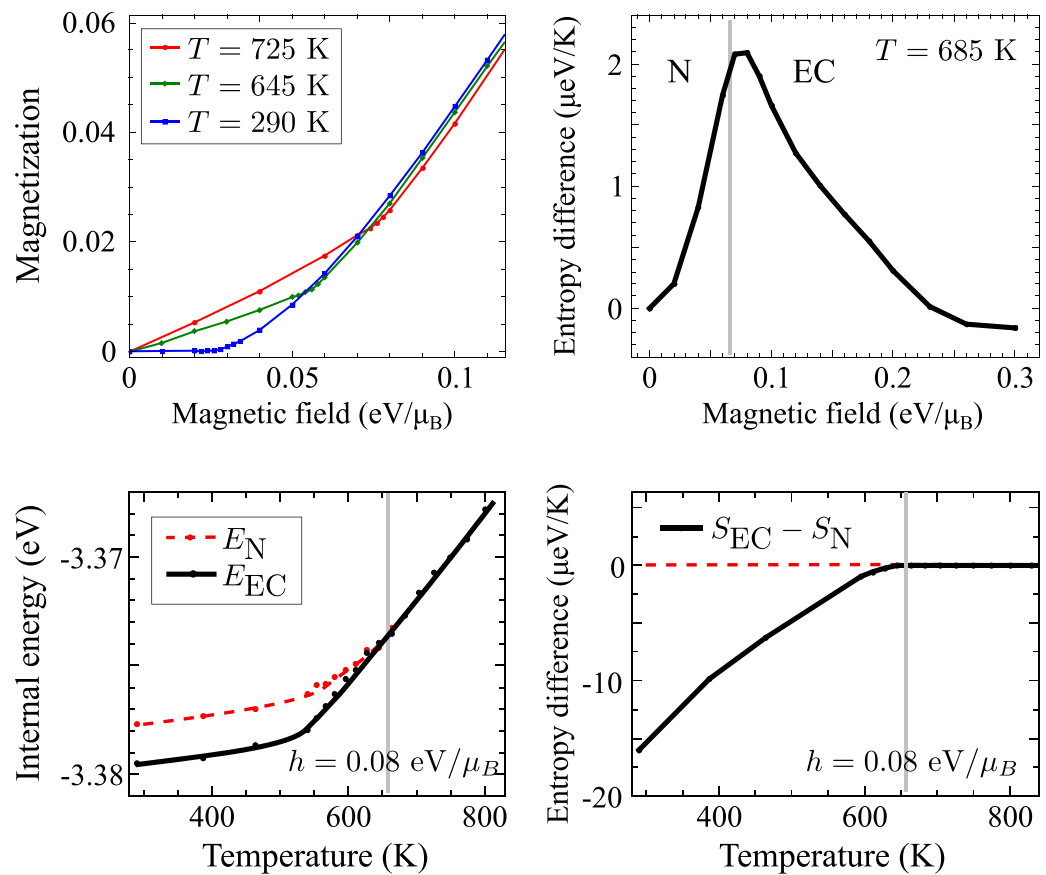 Magnetization
0.06
0.04
0.02
0
T = 725 K
T = 645 K
T = 290 K
0
0.05
0.1
Magnetic field (eV/μB)
Entropy difference (μeV/K)
2
1
0
N
EC
T = 685 K
0
0.1
0.2
0.3
Magnetic field (eV/μB)
Internal energy (eV)
-3.37
-3.38
EN
EEC
h = 0.08 eV/μB
400
600
800
Temperature (K)
Entropy difference (μeV/K)
0
-10
-20
SEC − SN
h = 0.08 eV/μB
400
600
800
Temperature (K)